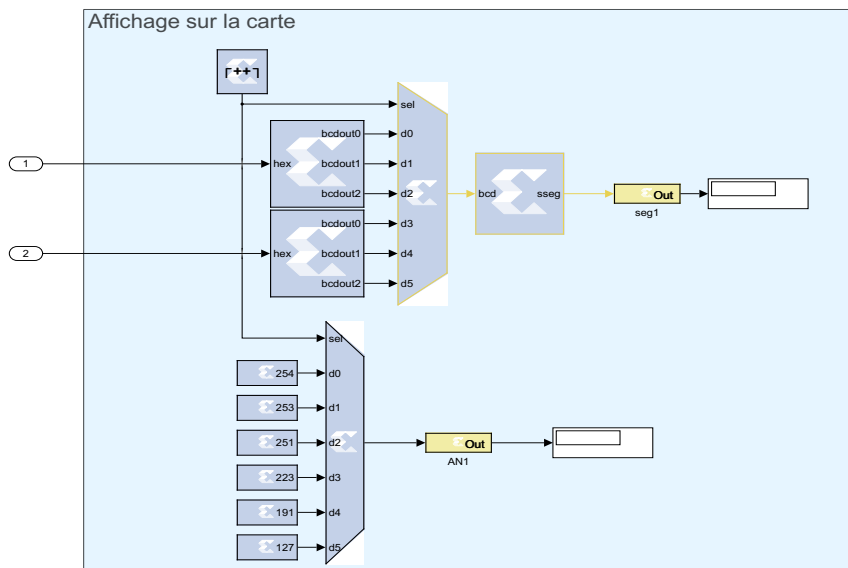 Affichage sur la carte
++
sel
bcdout0
d0
1
hex
bcdout1
d1
bcdout2
d2
bcd
sseg
Out
seg1
bcdout0
d3
2
hex
bcdout1
d4
bcdout2
d5
sel
254
d0
253
d1
251
d2
Out
AN1
223
d3
191
d4
127
d5